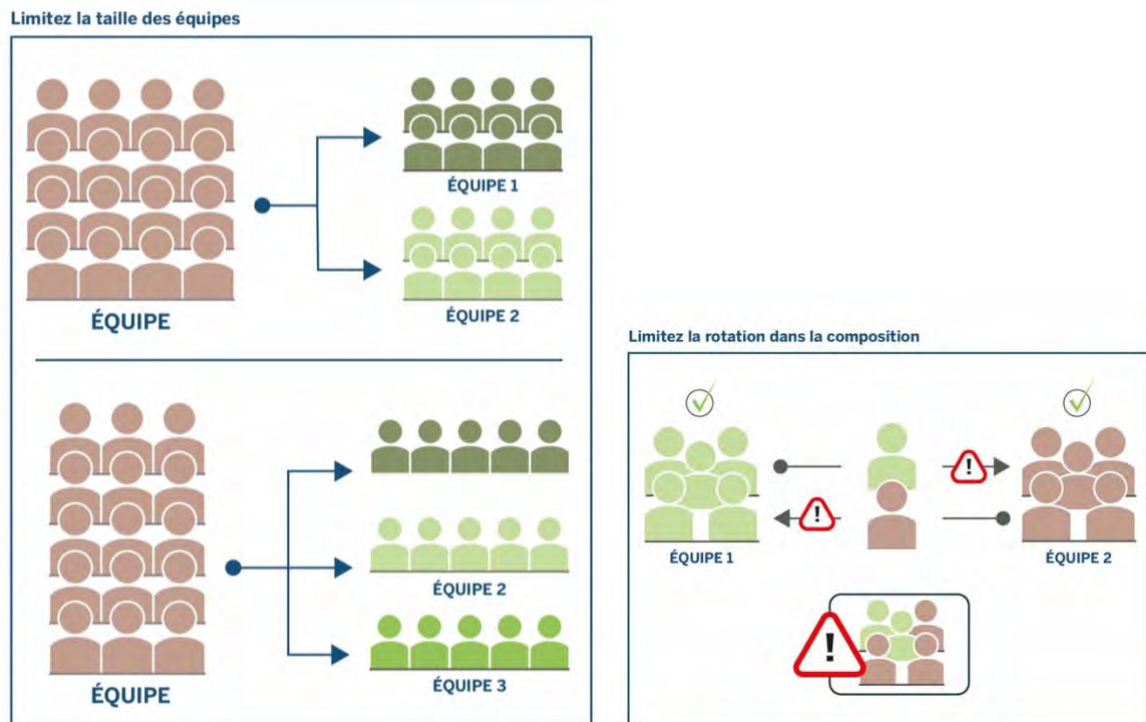 Limitez la taille des équipes
ÉQUIPE 1
ÉQUIPE
ÉQUIPE 2
ÉQUIPE 2
ÉQUIPE
ÉQUIPE 3
Limitez la rotation dans la composition
!
!
ÉQUIPE 1
ÉQUIPE 2
!